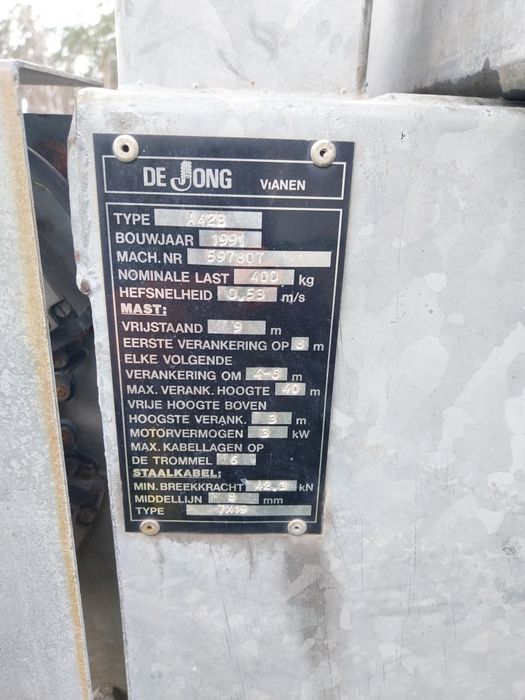 DE JONG VIANEN
TYPE A42B
BOUWJAAR 1991
MACH. NR 597807
NOMINALE LAST 400 kg
HEFSNELHEID 0,53 m/s
MAST:
VRIJSTAAND 9 m
EERSTE VERANKERING OP 8 m
ELKE VOLGENDE
VERANKERING OM 4-6 m
MAX. VERANK. HOOGTE 40 m
VRIJE HOOGTE BOVEN
HOOGSTE VERANK. 3 m
MOTORVERMOGEN 3 kW
MAX. KABELLAGEN OP
DE TROMMEL 6
STAALKABEL:
MIN. BREEKKRACHT 42,3 kN
MIDDELLIJN 8 mm
TYPE 7X19